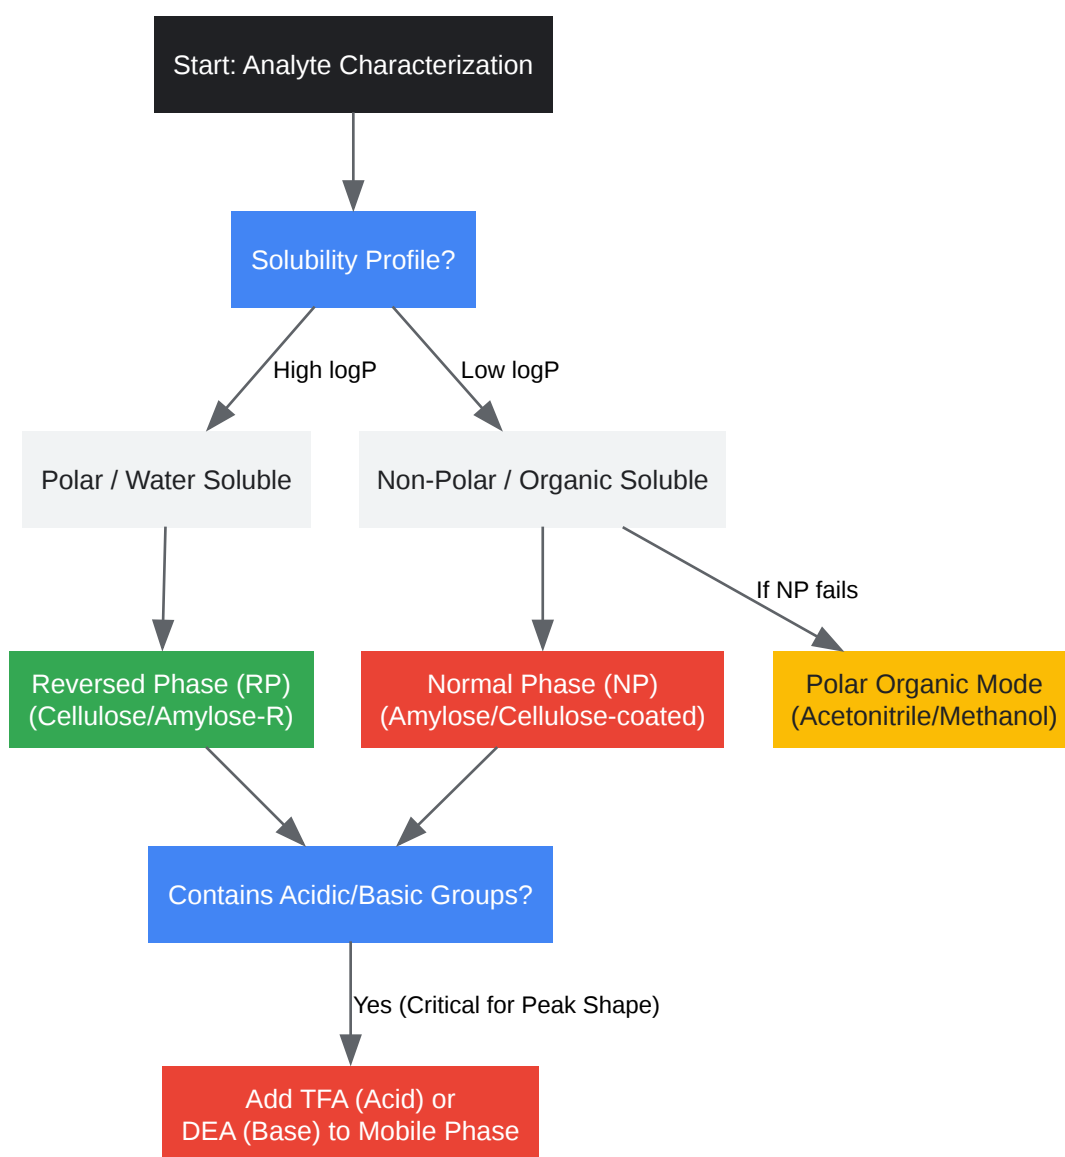 Start: Analyte Characterization
Solubility Profile?
High logP
Low logP
Polar / Water Soluble
Non-Polar / Organic Soluble
If NP fails
Reversed Phase (RP)
(Cellulose/Amylose-R)
Normal Phase (NP)
(Amylose/Cellulose-coated)
Polar Organic Mode
(Acetonitrile/Methanol)
Contains Acidic/Basic Groups?
Yes (Critical for Peak Shape)
Add TFA (Acid) or
DEA (Base) to Mobile Phase